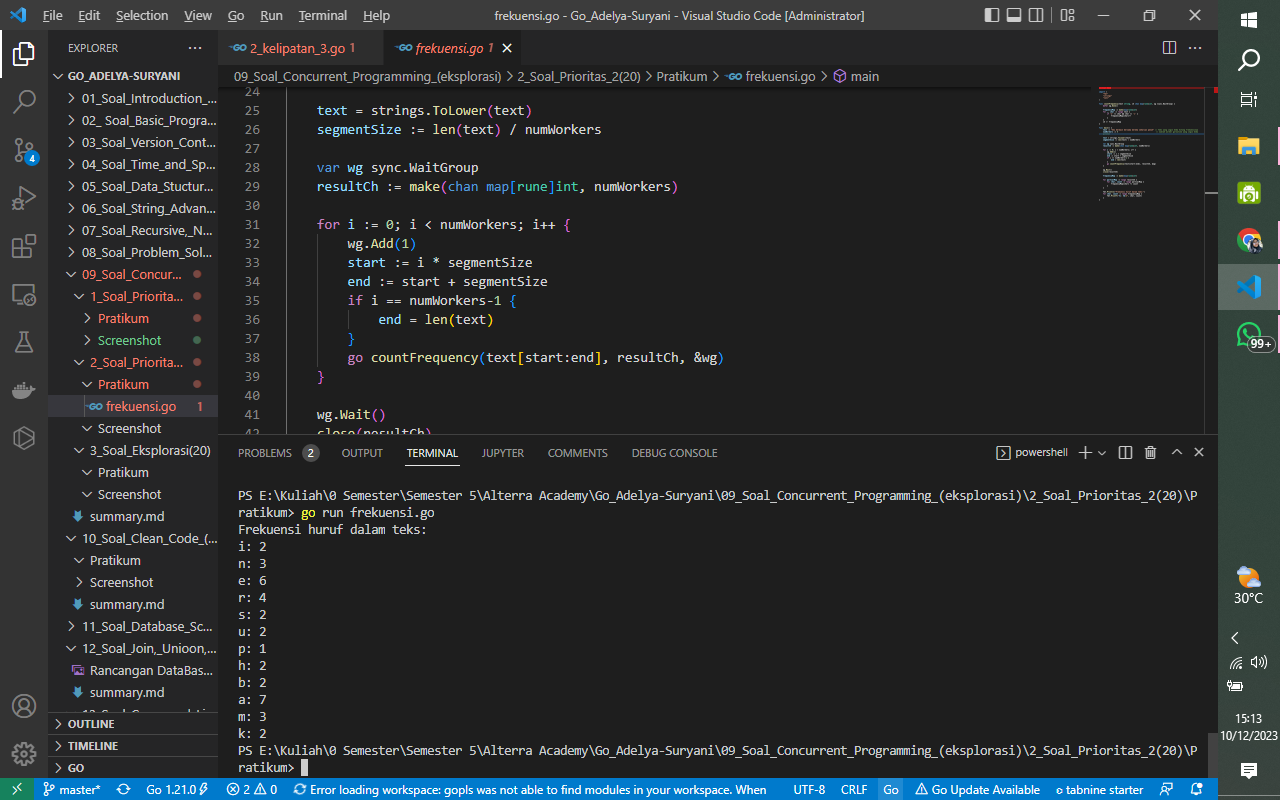 File Edit Selection View Go Run Terminal Help
frekuensi.go - Go_Adelya-Suryani - Visual Studio Code [Administrator]
EXPLORER
GO_ADELYA-SURYANI
01_Soal_Introduction_...
02_ Soal_Basic_Progra...
03_Soal_Version_Cont...
04_Soal_Time_and_Sp...
05_Soal_Data_Stucture...
06_Soal_String_Advan...
07_Soal_Recursive,_N...
08_Soal_Problem_Sol...
09_Soal_Concur...
1_Soal_Priorita...
Pratikum
Screenshot
2_Soal_Priorita...
Pratikum
GO frekuensi.go 1
Screenshot
3_Soal_Eksplorasi(20)
Pratikum
Screenshot
summary.md
10_Soal_Clean_Code_(...
Pratikum
Screenshot
summary.md
11_Soal_Database_Sc...
12_Soal_Join,_Unioon,...
Rancangan DataBas...
summary.md
OUTLINE
TIMELINE
GO
4
GO 2_kelipatan_3.go 1
GO frekuensi.go 1
09_Soal_Concurrent_Programming_(eksplorasi) > 2_Soal_Prioritas_2(20) > Pratikum > GO frekuensi.go > main
24
25 text = strings.ToLower(text)
26 segmentSize := len(text) / numWorkers
27
28 var wg sync.WaitGroup
29 resultCh := make(chan map[rune]int, numWorkers)
30
31 for i := 0; i < numWorkers; i++ {
32 wg.Add(1)
33 start := i * segmentSize
34 end := start + segmentSize
35 if i == numWorkers-1 {
36 end = len(text)
37 }
38 go countFrequency(text[start:end], resultCh, &wg)
39 }
40
41 wg.Wait()
42 close(resultCh)
PROBLEMS 2 OUTPUT TERMINAL JUPYTER COMMENTS DEBUG CONSOLE
powershell
PS E:\Kuliah\0 Semester\Semester 5\Alterra Academy\Go_Adelya-Suryani\09_Soal_Concurrent_Programming_(eksplorasi)\2_Soal_Prioritas_2(20)\P
ratikum> go run frekuensi.go
Frekuensi huruf dalam teks:
i: 2
n: 3
e: 6
r: 4
s: 2
u: 2
p: 1
h: 2
b: 2
a: 7
m: 3
k: 2
PS E:\Kuliah\0 Semester\Semester 5\Alterra Academy\Go_Adelya-Suryani\09_Soal_Concurrent_Programming_(eksplorasi)\2_Soal_Prioritas_2(20)\P
ratikum>
master* Go 1.21.0 2 0 Error loading workspace: gopls was not able to find modules in your workspace. When UTF-8 CRLF Go Go Update Available tabnine starter
99+
30°C
15:13
10/12/2023